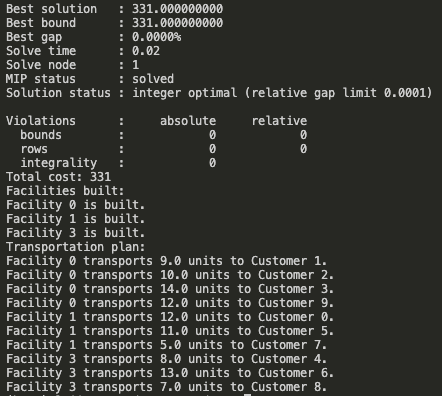 Best solution   : 331.000000000
Best bound      : 331.000000000
Best gap        : 0.0000%
Solve time      : 0.02
Solve node      : 1
MIP status      : solved
Solution status : integer optimal (relative gap limit 0.0001)
Violations      :     absolute     relative
  bounds        :            0            0
  rows          :            0            0
  integrality   :            0
Total cost: 331
Facilities built:
Facility 0 is built.
Facility 1 is built.
Facility 3 is built.
Transportation plan:
Facility 0 transports 9.0 units to Customer 1.
Facility 0 transports 10.0 units to Customer 2.
Facility 0 transports 14.0 units to Customer 3.
Facility 0 transports 12.0 units to Customer 9.
Facility 1 transports 12.0 units to Customer 0.
Facility 1 transports 11.0 units to Customer 5.
Facility 1 transports 5.0 units to Customer 7.
Facility 3 transports 8.0 units to Customer 4.
Facility 3 transports 13.0 units to Customer 6.
Facility 3 transports 7.0 units to Customer 8.